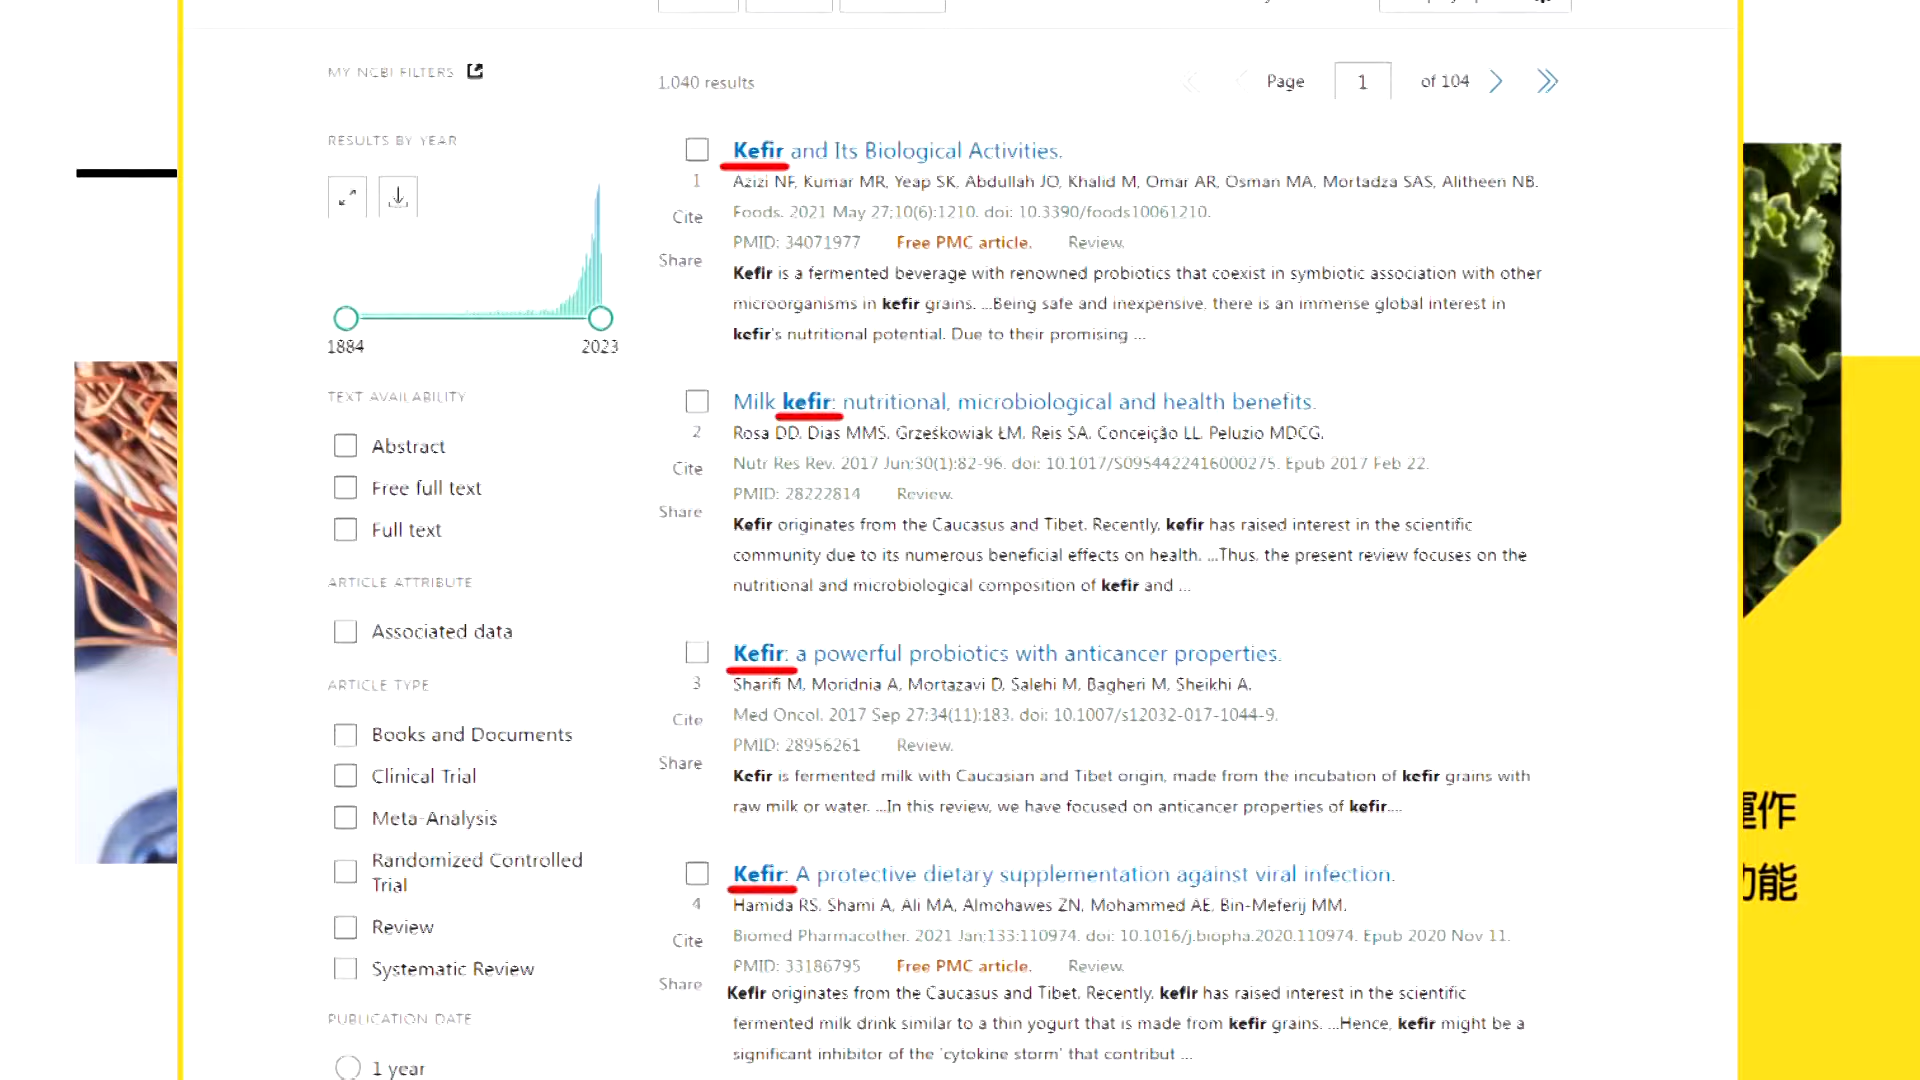 MY NCBI FILTERS
1,040 results
Page 1 of 104
RESULTS BY YEAR
1884 2023
TEXT AVAILABILITY
Abstract
Free full text
Full text
ARTICLE ATTRIBUTE
Associated data
ARTICLE TYPE
Books and Documents
Clinical Trial
Meta-Analysis
Randomized Controlled
Trial
Review
Systematic Review
PUBLICATION DATE
1 year
Kefir and Its Biological Activities.
1
Azizi NF, Kumar MR, Yeap SK, Abdullah JO, Khalid M, Omar AR, Osman MA, Mortadza SAS, Alitheen NB.
Cite
Foods. 2021 May 27;10(6):1210. doi: 10.3390/foods10061210.
PMID: 34071977 Free PMC article. Review.
Share
Kefir is a fermented beverage with renowned probiotics that coexist in symbiotic association with other
microorganisms in kefir grains. ...Being safe and inexpensive, there is an immense global interest in
kefir's nutritional potential. Due to their promising ...
Milk kefir: nutritional, microbiological and health benefits.
2
Rosa DD, Dias MMS, Grześkowiak ŁM, Reis SA, Conceição LL, Peluzio MDCG.
Cite
Nutr Res Rev. 2017 Jun;30(1):82-96. doi: 10.1017/S0954422416000275. Epub 2017 Feb 22.
PMID: 28222814 Review.
Share
Kefir originates from the Caucasus and Tibet. Recently, kefir has raised interest in the scientific
community due to its numerous beneficial effects on health. ...Thus, the present review focuses on the
nutritional and microbiological composition of kefir and ...
Kefir: a powerful probiotics with anticancer properties.
3
Sharifi M, Moridnia A, Mortazavi D, Salehi M, Bagheri M, Sheikhi A.
Cite
Med Oncol. 2017 Sep 27;34(11):183. doi: 10.1007/s12032-017-1044-9.
PMID: 28956261 Review.
Share
Kefir is fermented milk with Caucasian and Tibet origin, made from the incubation of kefir grains with
raw milk or water. ...In this review, we have focused on anticancer properties of kefir....
Kefir: A protective dietary supplementation against viral infection.
4
Hamida RS, Shami A, Ali MA, Almohawes ZN, Mohammed AE, Bin-Meferij MM.
Cite
Biomed Pharmacother. 2021 Jan;133:110974. doi: 10.1016/j.biopha.2020.110974. Epub 2020 Nov 11.
PMID: 33186795 Free PMC article. Review.
Share
Kefir originates from the Caucasus and Tibet. Recently, kefir has raised interest in the scientific
fermented milk drink similar to a thin yogurt that is made from kefir grains. ...Hence, kefir might be a
significant inhibitor of the 'cytokine storm' that contribut ...
運作
功能